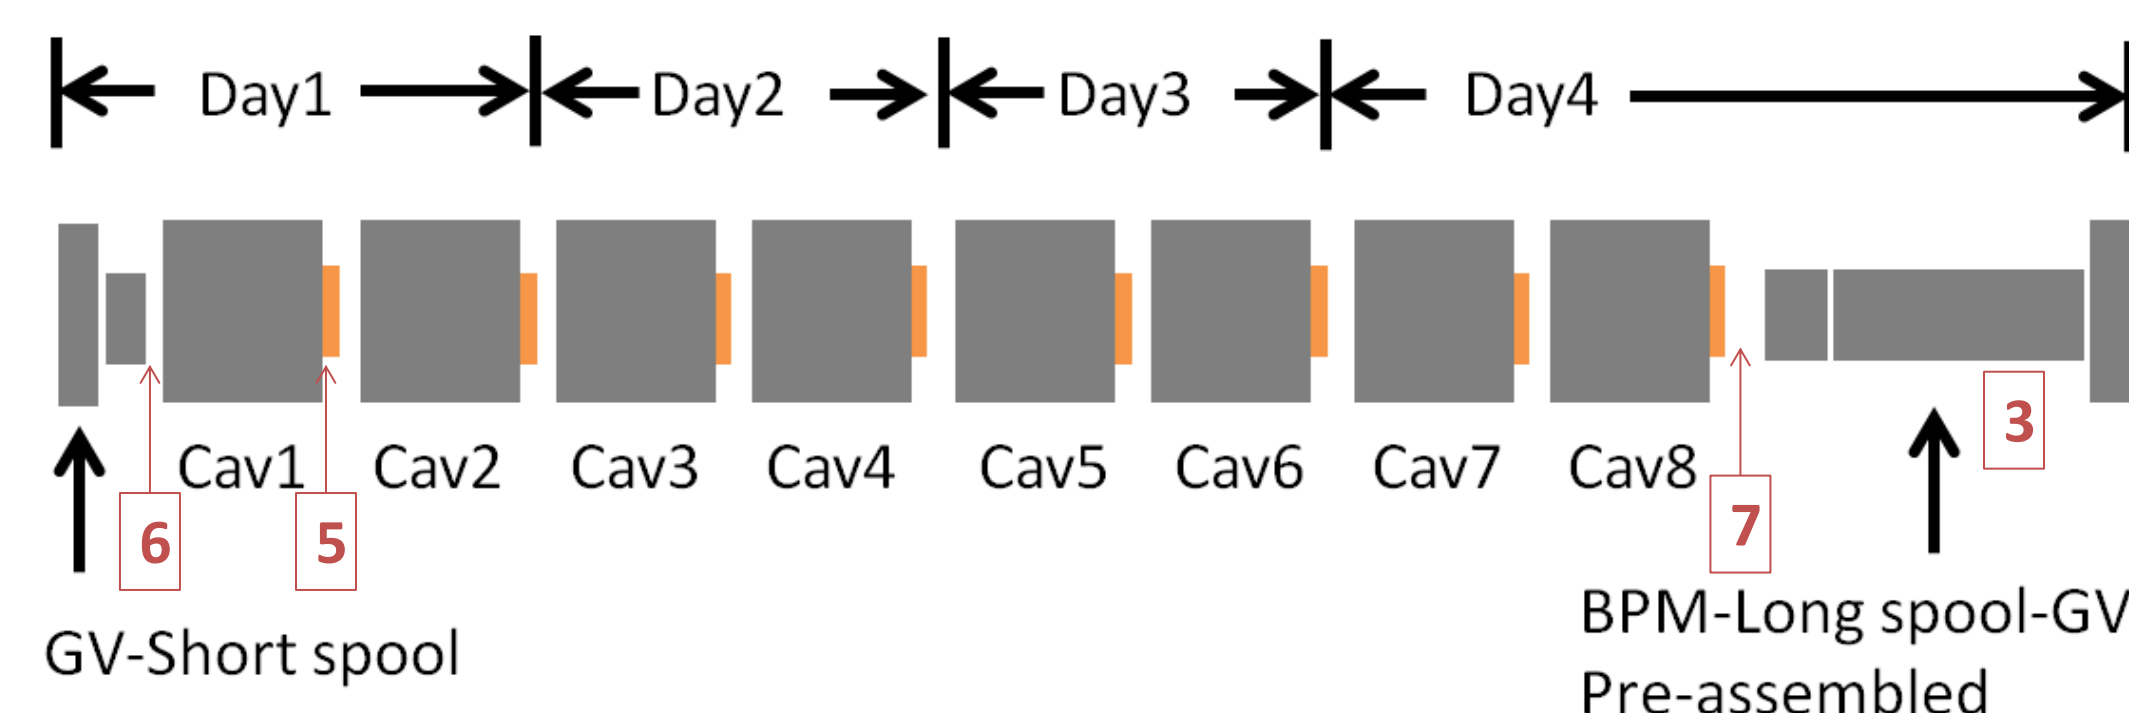 Day1 Day2 Day3 Day4
Cav1 Cav2 Cav3 Cav4 Cav5 Cav6 Cav7 Cav8
3
6
5
7
GV-Short spool
BPM-Long spool-GV
Pre-assembled